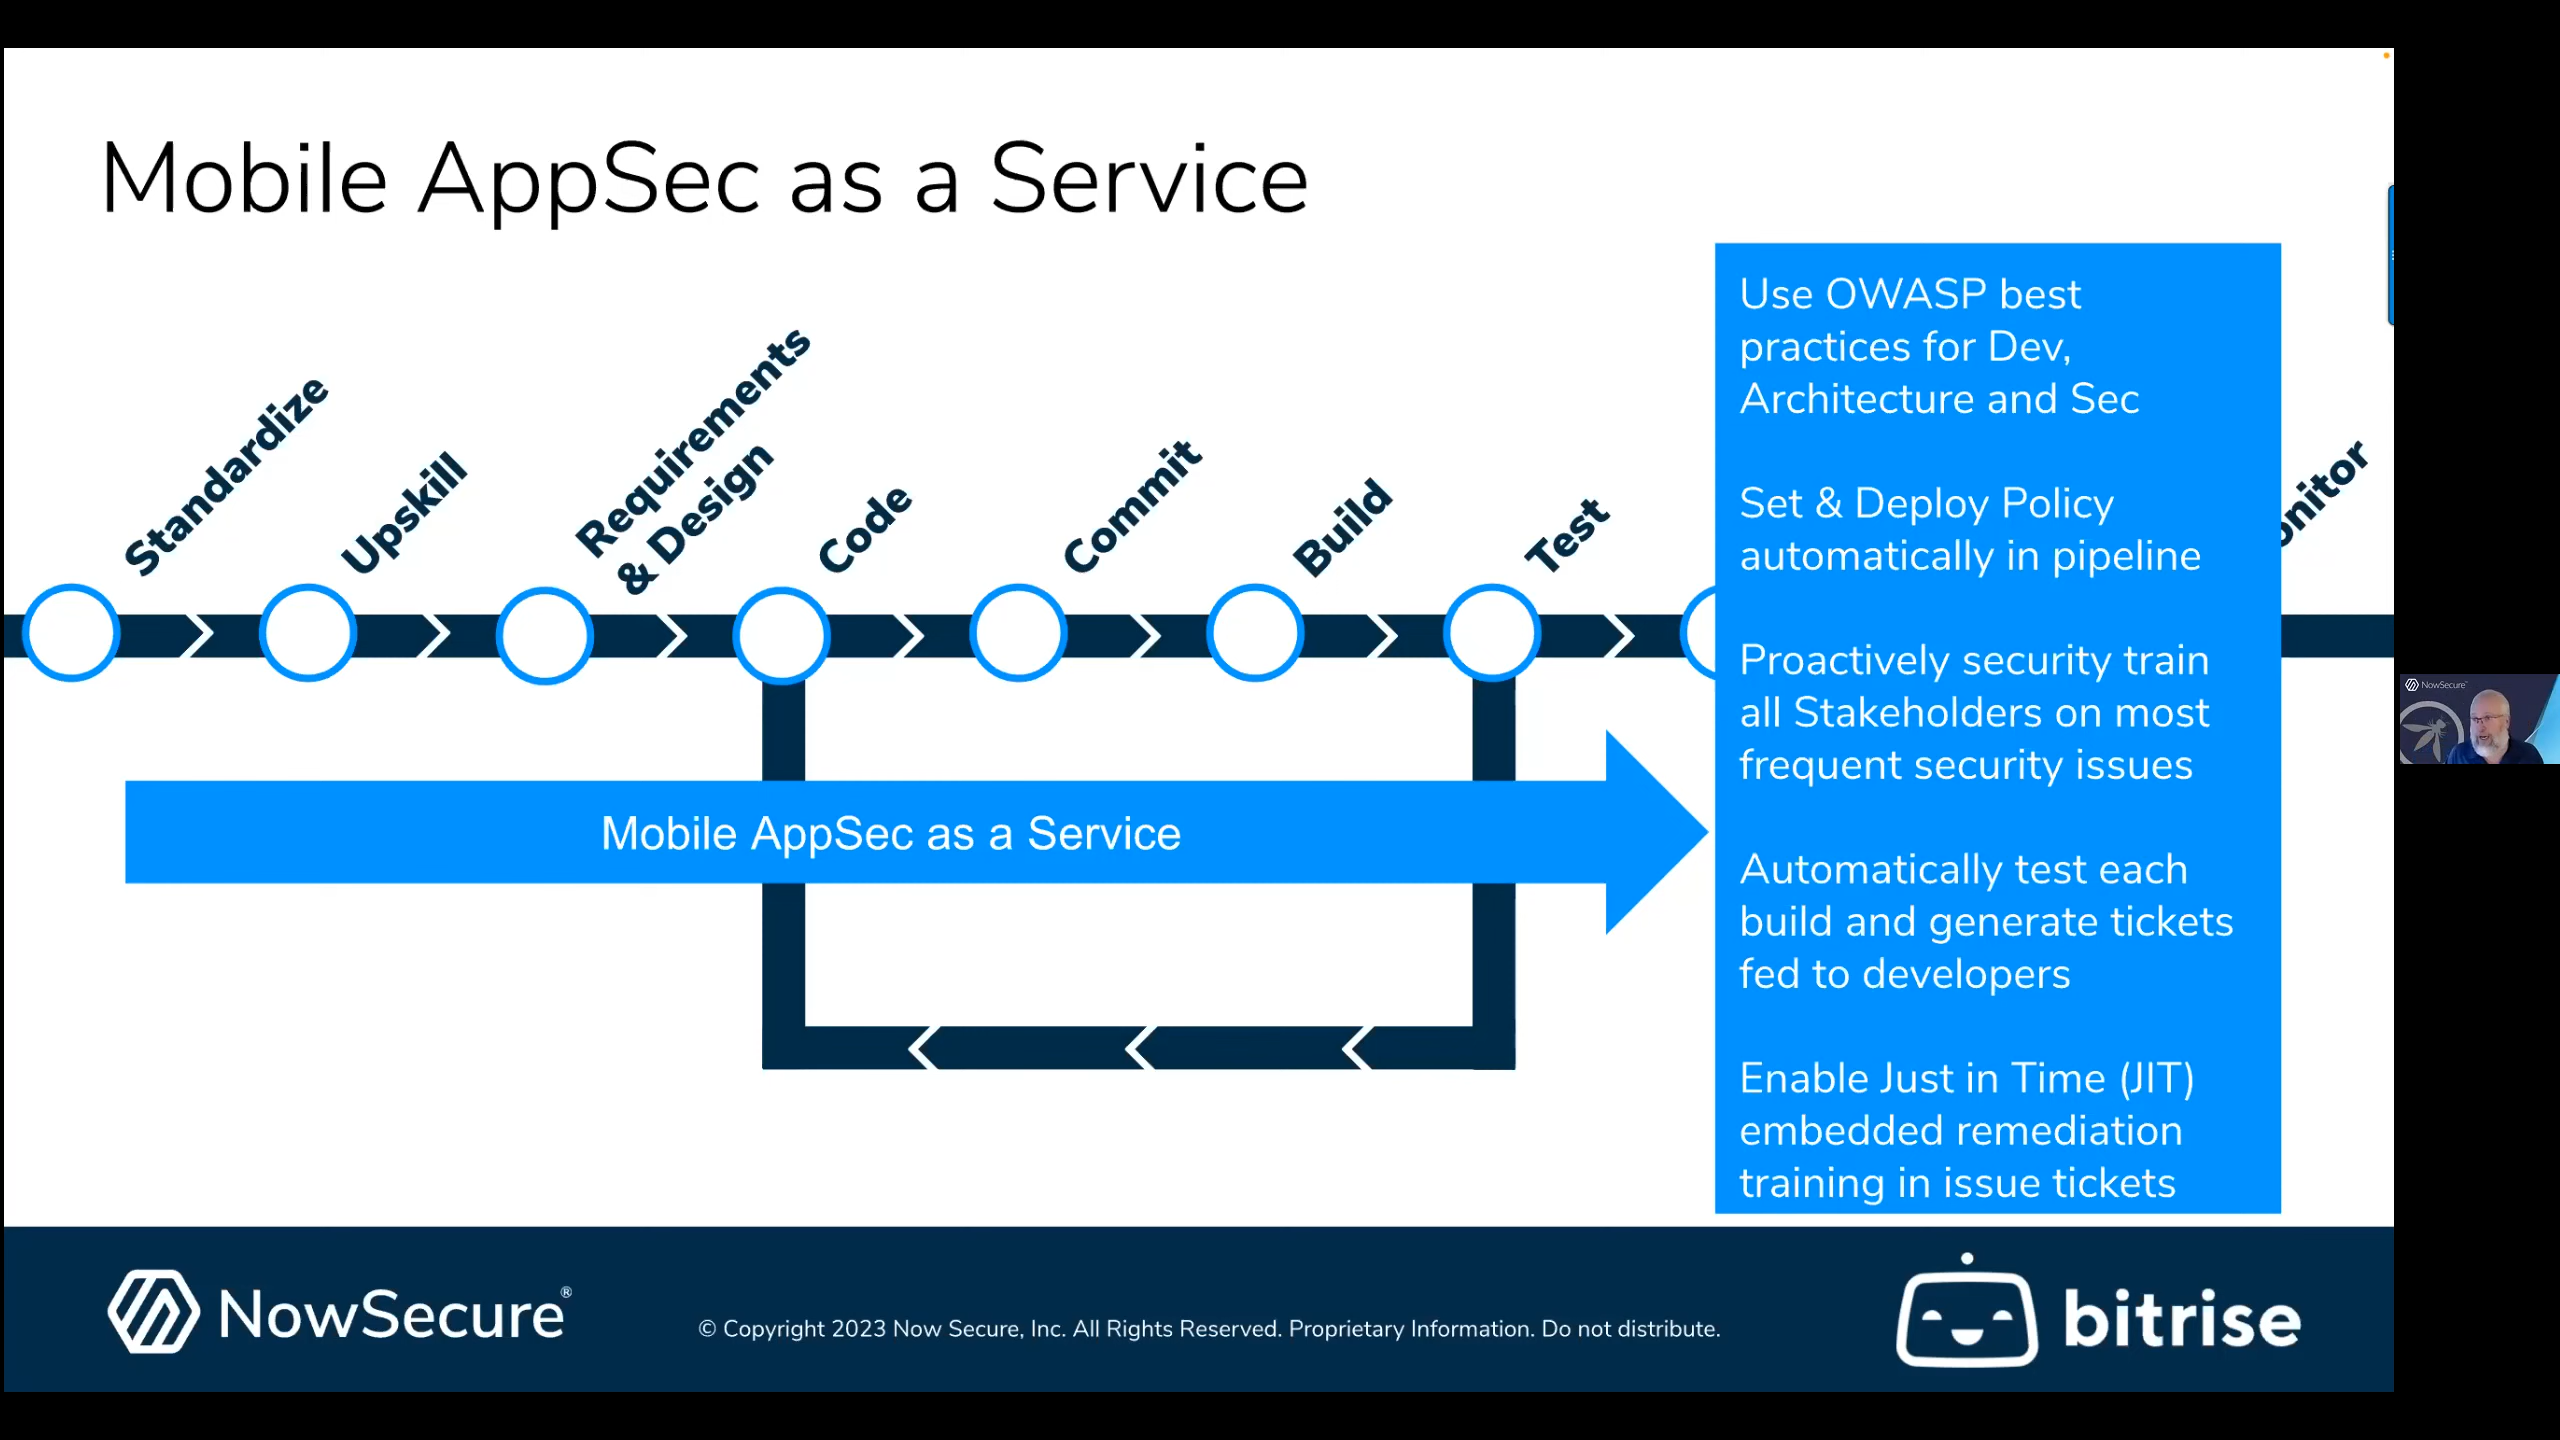 Mobile AppSec as a Service
Standardize
Upskill
Requirements
& Design
Code
Commit
Build
Test
onitor
Mobile AppSec as a Service
Use OWASP best
practices for Dev,
Architecture and Sec
Set & Deploy Policy
automatically in pipeline
Proactively security train
all Stakeholders on most
frequent security issues
Automatically test each
build and generate tickets
fed to developers
Enable Just in Time (JIT)
embedded remediation
training in issue tickets
NowSecure
NowSecure®
© Copyright 2023 Now Secure, Inc. All Rights Reserved. Proprietary Information. Do not distribute.
bitrise